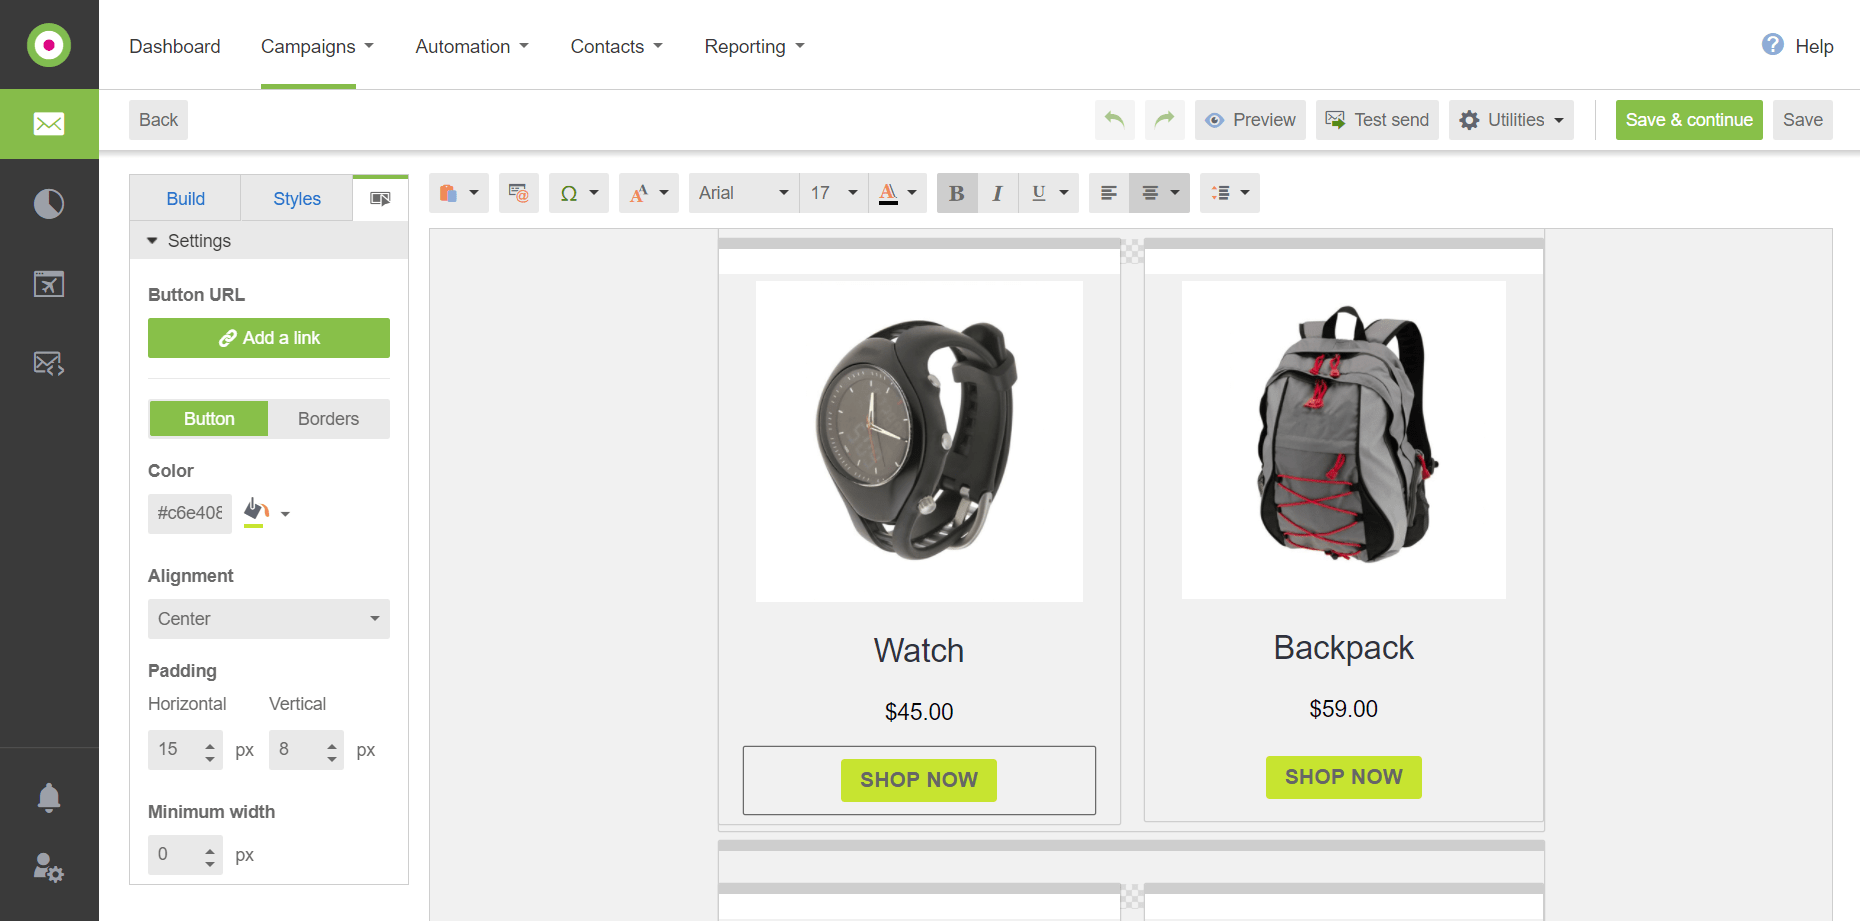 Dashboard Campaigns Automation Contacts Reporting Help
Back Preview Test send Utilities Save & continue Save
Build Styles
Ω Arial 17 A B I U
Settings
Button URL
Add a link
Button Borders
Color
#c6e408
Alignment
Center
Padding
Horizontal Vertical
15 px 8 px
Minimum width
0 px
Watch
$45.00
SHOP NOW
Backpack
$59.00
SHOP NOW